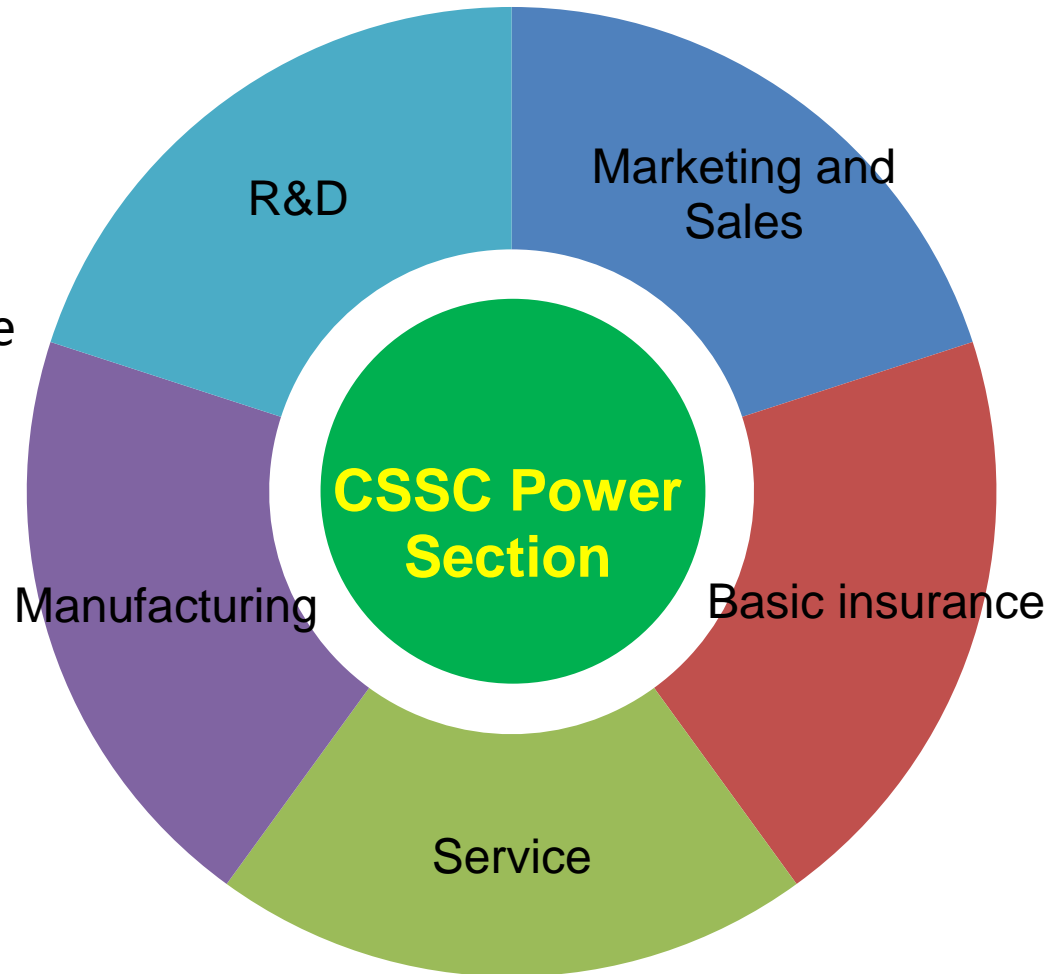 Marketing and
Sales
R&D
e
CSSC Power
Section
Manufacturing
Basic insurance
Service